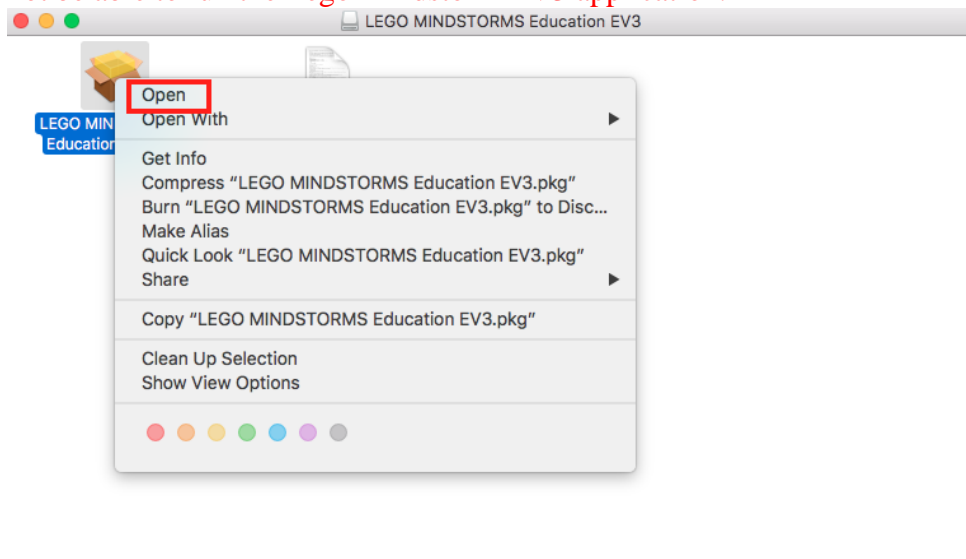 LEGO MINDSTORMS Education EV3
LEGO MIN
Education
Open
Open With
Get Info
Compress “LEGO MINDSTORMS Education EV3.pkg”
Burn “LEGO MINDSTORMS Education EV3.pkg” to Disc...
Make Alias
Quick Look “LEGO MINDSTORMS Education EV3.pkg”
Share
Copy “LEGO MINDSTORMS Education EV3.pkg”
Clean Up Selection
Show View Options